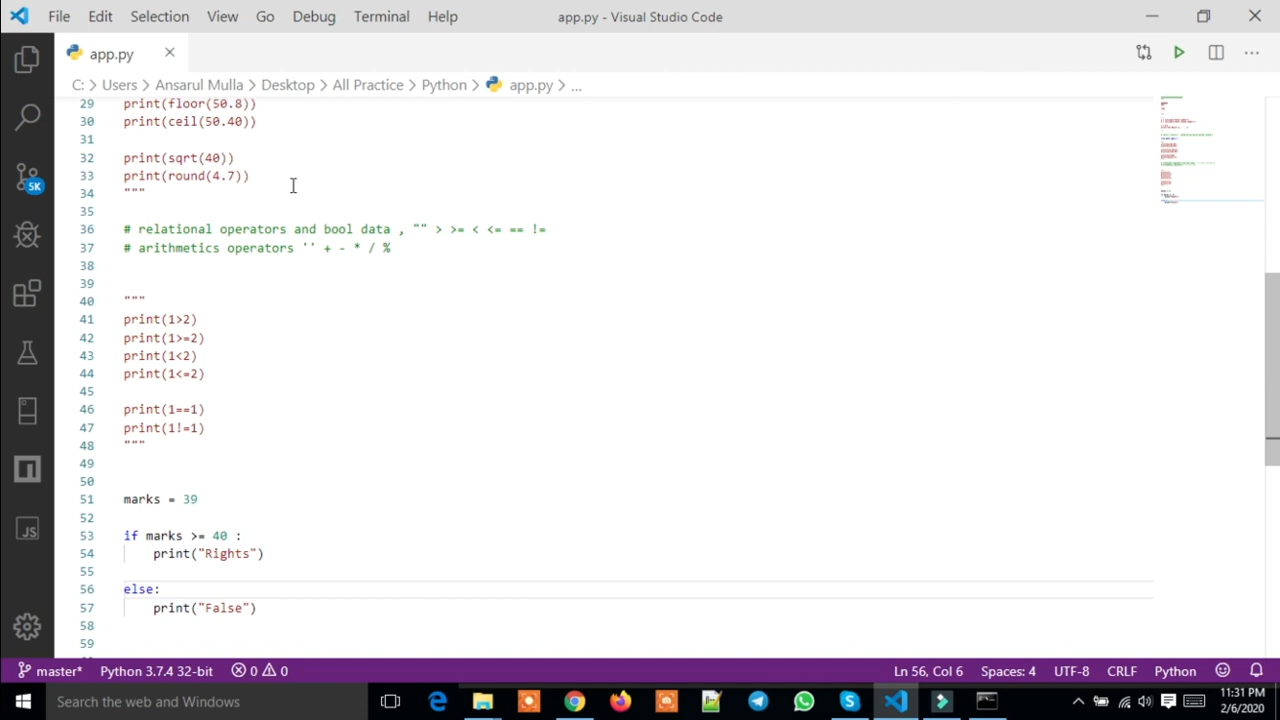 File Edit Selection View Go Debug Terminal Help app.py - Visual Studio Code
app.py
C: > Users > Ansarul Mulla > Desktop > All Practice > Python > app.py > ...
29 print(floor(50.8))
30 print(ceil(50.40))
31
32 print(sqrt(40))
33 print(round(4.7))
34 """
35
36 # relational operators and bool data , "" > >= < <= == !=
37 # arithmetics operators '' + - * / %
38
39
40 """
41 print(1>2)
42 print(1>=2)
43 print(1<2)
44 print(1<=2)
45
46 print(1==1)
47 print(1!=1)
48 """
49
50
51 marks = 39
52
53 if marks >= 40 :
54 print("Rights")
55
56 else:
57 print("False")
58
59
5K
JS
master* Python 3.7.4 32-bit 0 0 Ln 56, Col 6 Spaces: 4 UTF-8 CRLF Python
Search the web and Windows
11:31 PM
2/6/2020